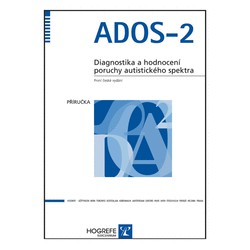 ADOS-2
Diagnostika a hodnocení
poruchy autistického spektra
První české vydání
PŘÍRUČKA
HOGREFE